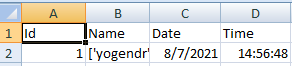 A B C D
1 Id Name Date Time
2 1 ['yogendr' 8/7/2021 14:56:48